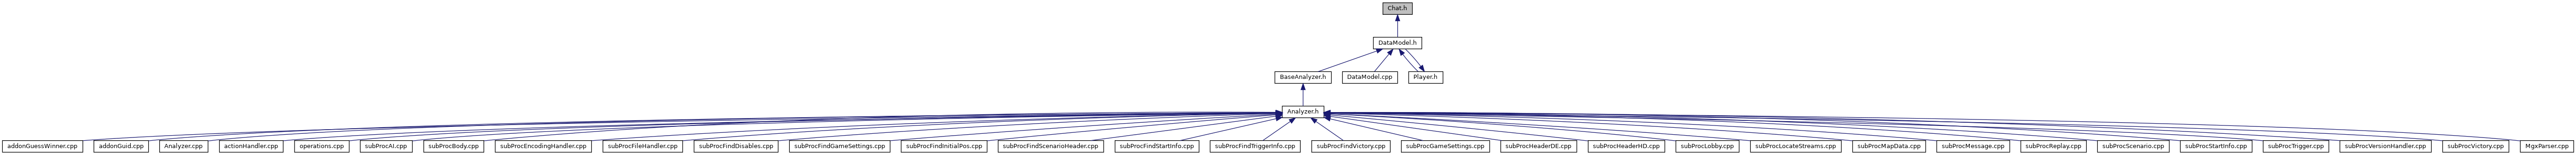 Chat.h
DataModel.h
BaseAnalyzer.h
DataModel.cpp
Player.h
Analyzer.h
addonGuessWinner.cpp
addonGuid.cpp
Analyzer.cpp
actionHandler.cpp
operations.cpp
subProcAI.cpp
subProcBody.cpp
subProcEncodingHandler.cpp
subProcFileHandler.cpp
subProcFindDisables.cpp
subProcFindGameSettings.cpp
subProcFindInitialPos.cpp
subProcFindScenarioHeader.cpp
subProcFindStartInfo.cpp
subProcFindTriggerInfo.cpp
subProcFindVictory.cpp
subProcGameSettings.cpp
subProcHeaderDE.cpp
subProcHeaderHD.cpp
subProcLobby.cpp
subProcLocateStreams.cpp
subProcMapData.cpp
subProcMessage.cpp
subProcReplay.cpp
subProcScenario.cpp
subProcStartInfo.cpp
subProcTrigger.cpp
subProcVersionHandler.cpp
subProcVictory.cpp
MgxParser.cpp